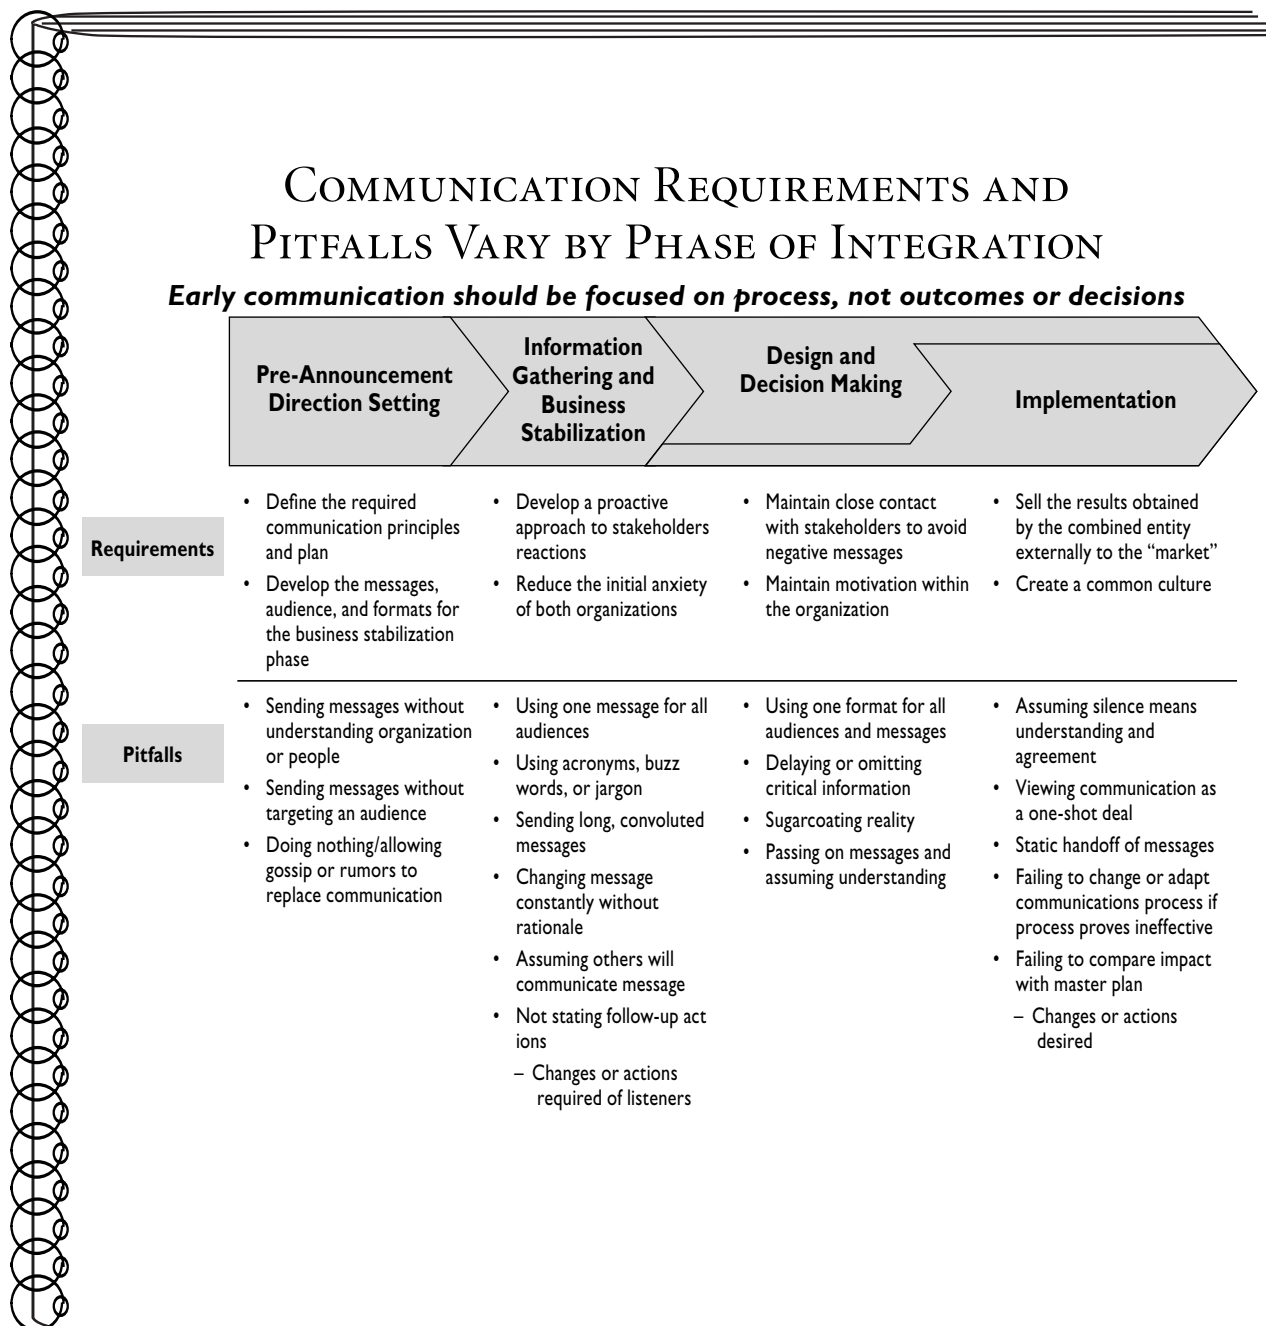 Communication Requirements and
Pitfalls Vary by Phase of Integration
Early communication should be focused on process, not outcomes or decisions
Pre-Announcement
Direction Setting
Information
Gathering and
Business
Stabilization
Design and
Decision Making
Implementation
Requirements
• Define the required
communication principles
and plan
• Develop the messages,
audience, and formats for
the business stabilization
phase
• Develop a proactive
approach to stakeholders
reactions
• Reduce the initial anxiety
of both organizations
• Maintain close contact
with stakeholders to avoid
negative messages
• Maintain motivation within
the organization
• Sell the results obtained
by the combined entity
externally to the “market”
• Create a common culture
Pitfalls
• Sending messages without
understanding organization
or people
• Sending messages without
targeting an audience
• Doing nothing/allowing
gossip or rumors to
replace communication
• Using one message for all
audiences
• Using acronyms, buzz
words, or jargon
• Sending long, convoluted
messages
• Changing message
constantly without
rationale
• Assuming others will
communicate message
• Not stating follow-up act
ions
– Changes or actions
required of listeners
• Using one format for all
audiences and messages
• Delaying or omitting
critical information
• Sugarcoating reality
• Passing on messages and
assuming understanding
• Assuming silence means
understanding and
agreement
• Viewing communication as
a one-shot deal
• Static handoff of messages
• Failing to change or adapt
communications process if
process proves ineffective
• Failing to compare impact
with master plan
– Changes or actions
desired